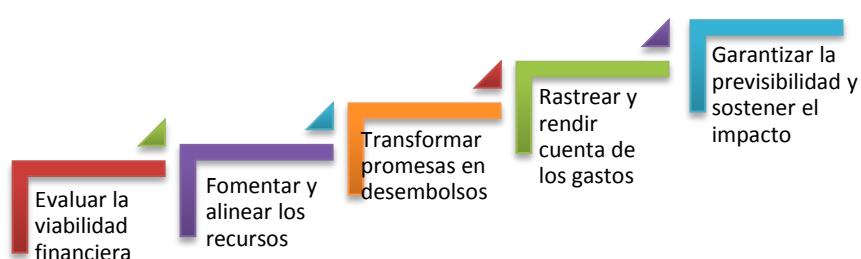 Evaluar la
viabilidad
financiera
Fomentar y
alinear los
recursos
Transformar
promesas en
desembolsos
Rastrear y
rendir
cuenta de
los gastos
Garantizar la
previsibilidad y
sostener el
impacto